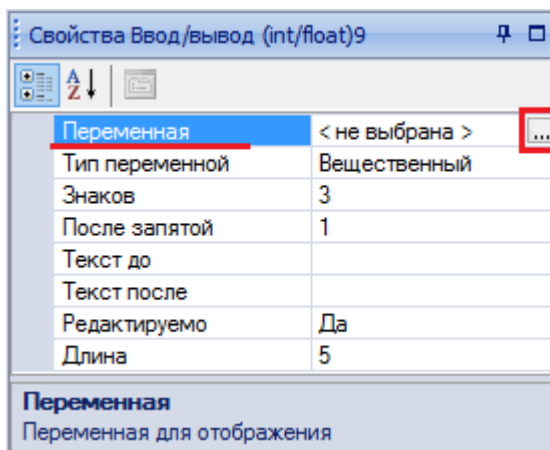 Свойства Ввод/вывод (int/float)9
Переменная < не выбрана > ...
Тип переменной Вещественный
Знаков 3
После запятой 1
Текст до
Текст после
Редактируемо Да
Длина 5
Переменная
Переменная для отображения